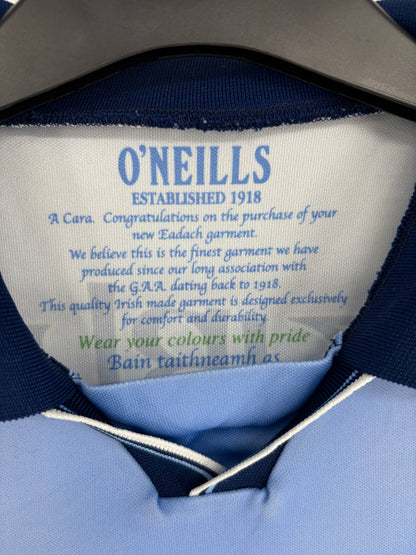 O'NEILLS
ESTABLISHED 1918
A Cara. Congratulations on the purchase of your
new Eadach garment.
We believe this is the finest garment we have
produced since our long association with
the G.A.A. dating back to 1918.
This quality Irish made garment is designed exclusively
for comfort and durability
Wear your colours with pride
Bain taithneamh as